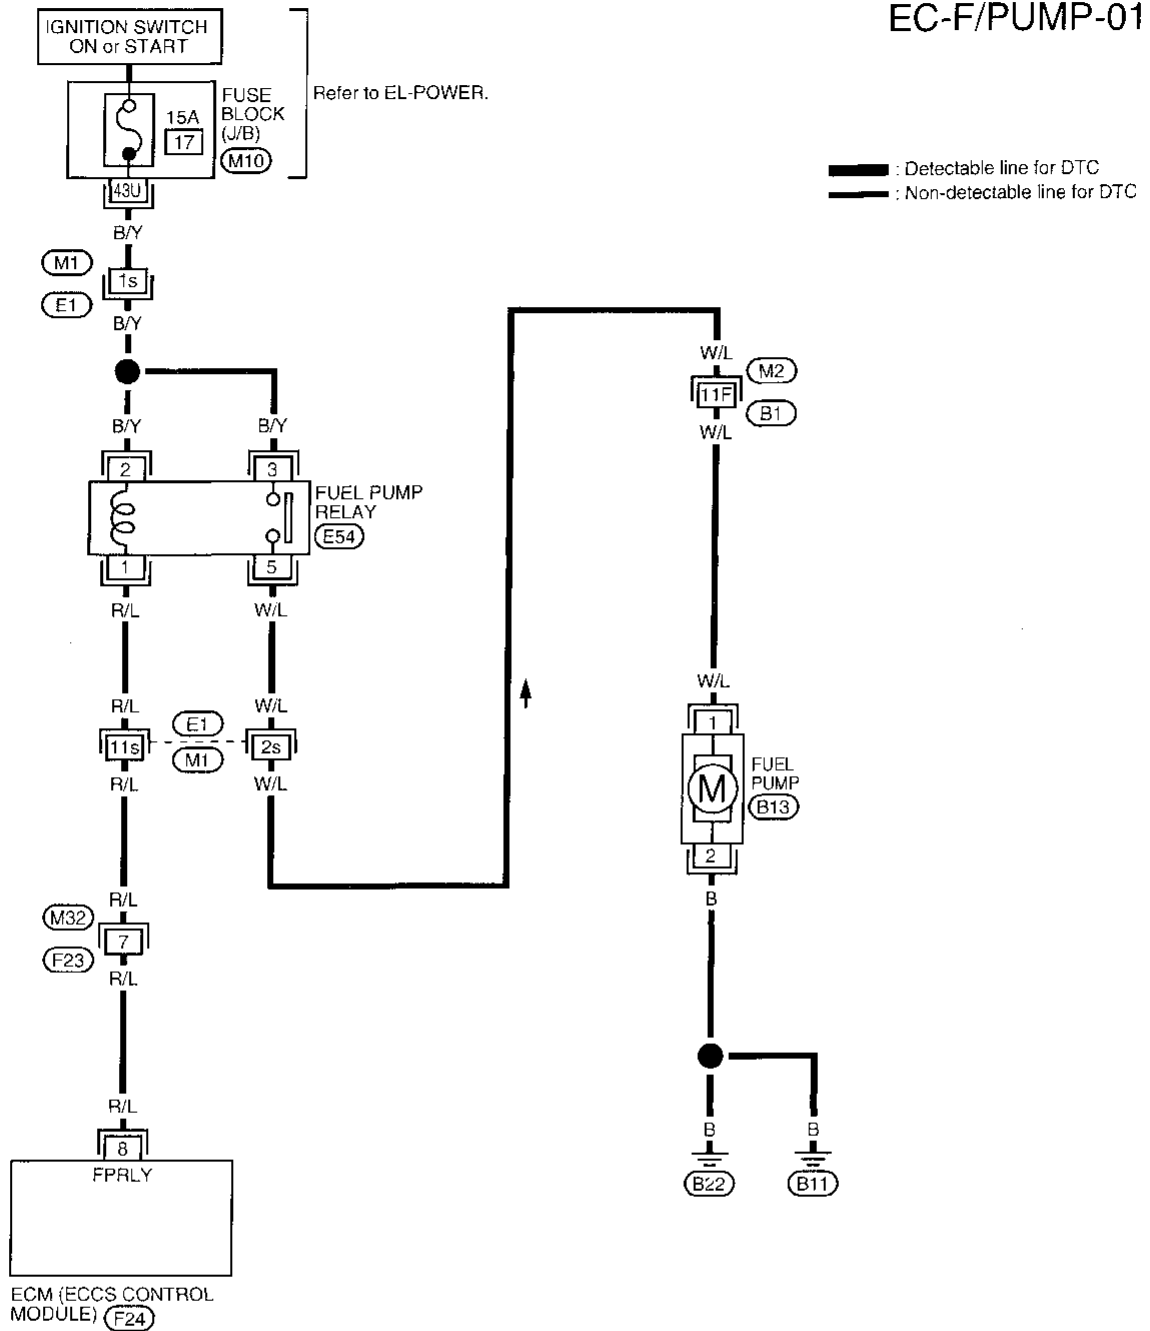 EC-F/PUMP-01
IGNITION SWITCH
ON or START
FUSE
BLOCK
(J/B)
M10
15A
17
Refer to EL-POWER.
43U
: Detectable line for DTC
: Non-detectable line for DTC
B/Y
M1
1s
E1
B/Y
B/Y
B/Y
2
3
FUEL PUMP
RELAY
E54
1
5
R/L
W/L
R/L
W/L
11s
E1
M1
2s
R/L
W/L
R/L
M32
7
F23
R/L
R/L
8
FPRLY
ECM (ECCS CONTROL
MODULE)
F24
W/L
M2
11F
B1
W/L
W/L
1
M
FUEL
PUMP
B13
2
B
B
B
B22
B11